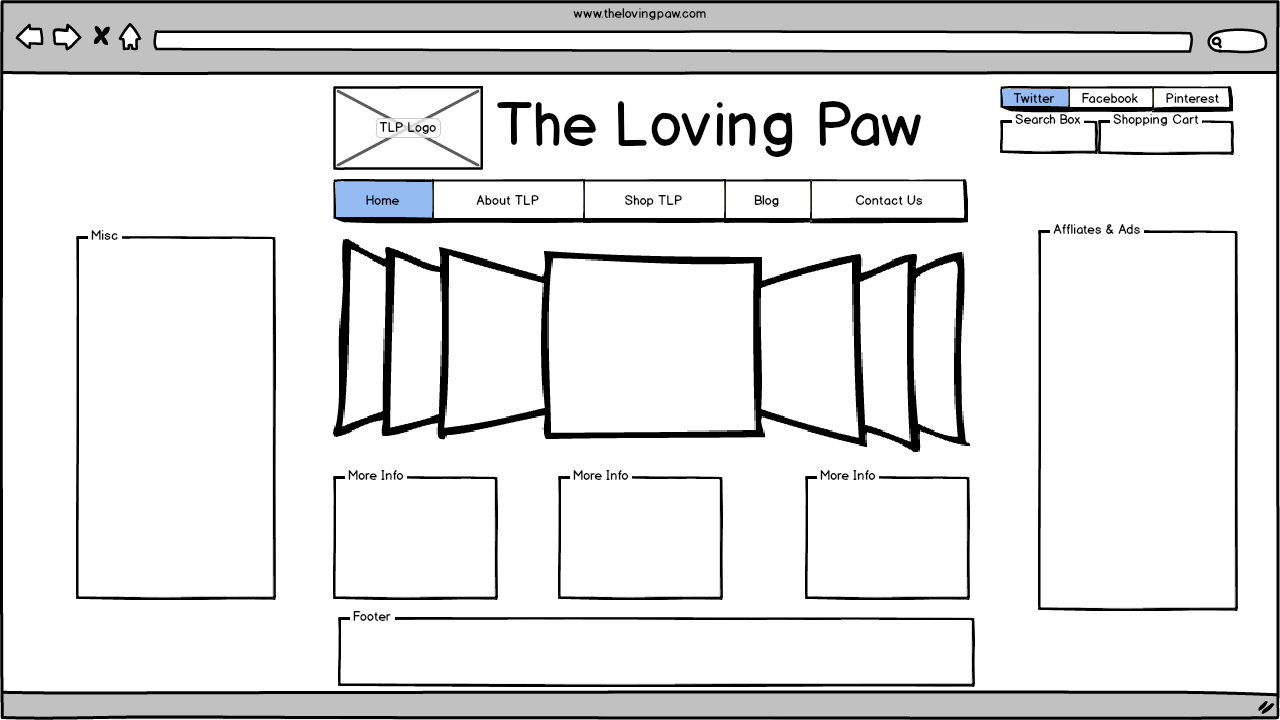 www.thelovingpaw.com
TLP Logo
The Loving Paw
Twitter Facebook Pinterest
Search Box Shopping Cart
Home About TLP Shop TLP Blog Contact Us
Misc
Affliates & Ads
More Info More Info More Info
Footer